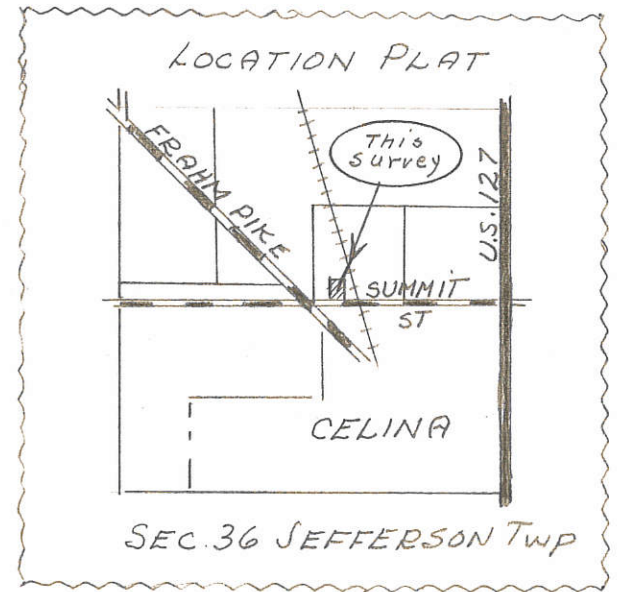 LOCATION PLAT
FRAHM PIKE
This
survey
U.S. 127
SUMMIT
ST
CELINA
SEC. 36 JEFFERSON TWP